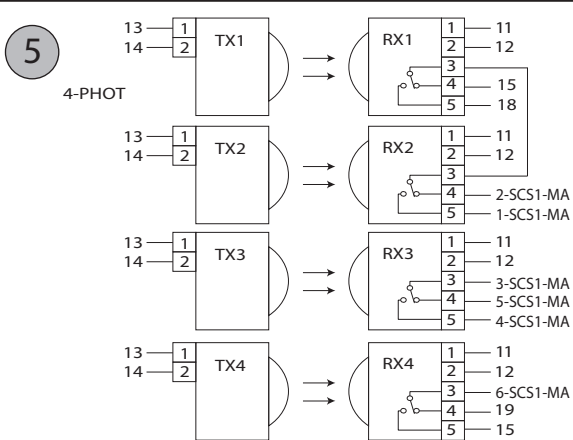 5
4-PHOT
13 1 TX1 RX1 1 11
14 2 2 12
3
4 15
5 18
13 1 TX2 RX2 1 11
14 2 2 12
3
4 2-SCS1-MA
5 1-SCS1-MA
13 1 TX3 RX3 1 11
14 2 2 12
3 3-SCS1-MA
4 5-SCS1-MA
5 4-SCS1-MA
13 1 TX4 RX4 1 11
14 2 2 12
3 6-SCS1-MA
4 19
5 15